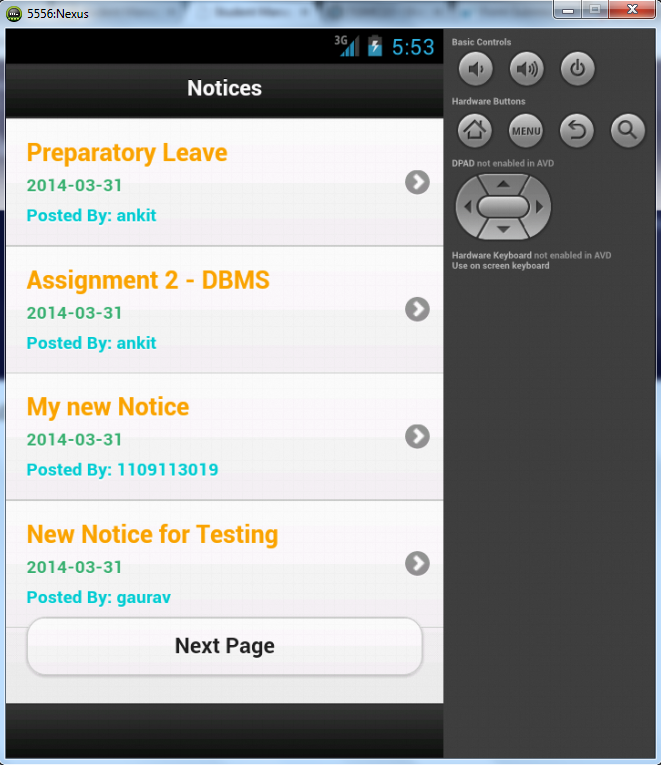 5556:Nexus
3G
5:53
Notices
Preparatory Leave
2014-03-31
Posted By: ankit
Assignment 2 - DBMS
2014-03-31
Posted By: ankit
My new Notice
2014-03-31
Posted By: 1109113019
New Notice for Testing
2014-03-31
Posted By: gaurav
Next Page
Basic Controls
Hardware Buttons
MENU
DPAD not enabled in AVD
Hardware Keyboard not enabled in AVD
Use on screen keyboard